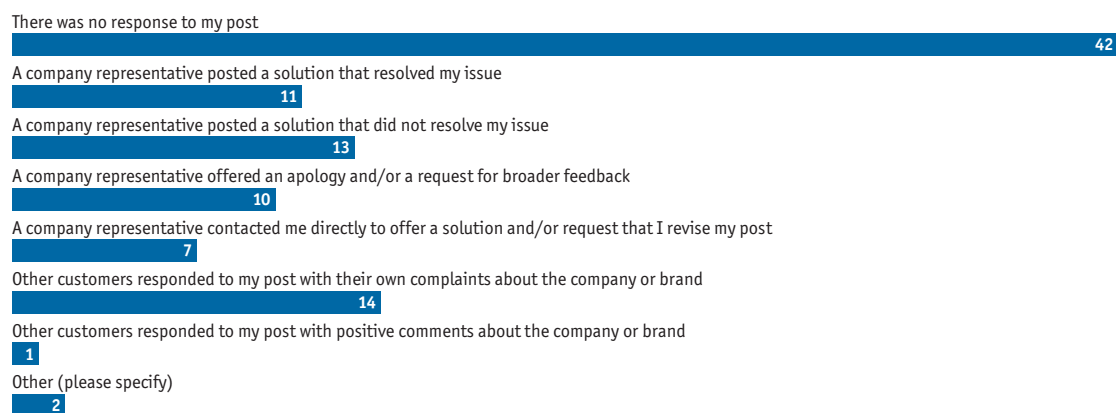 There was no response to my post
42
A company representative posted a solution that resolved my issue
11
A company representative posted a solution that did not resolve my issue
13
A company representative offered an apology and/or a request for broader feedback
10
A company representative contacted me directly to offer a solution and/or request that I revise my post
7
Other customers responded to my post with their own complaints about the company or brand
14
Other customers responded to my post with positive comments about the company or brand
1
Other (please specify)
2